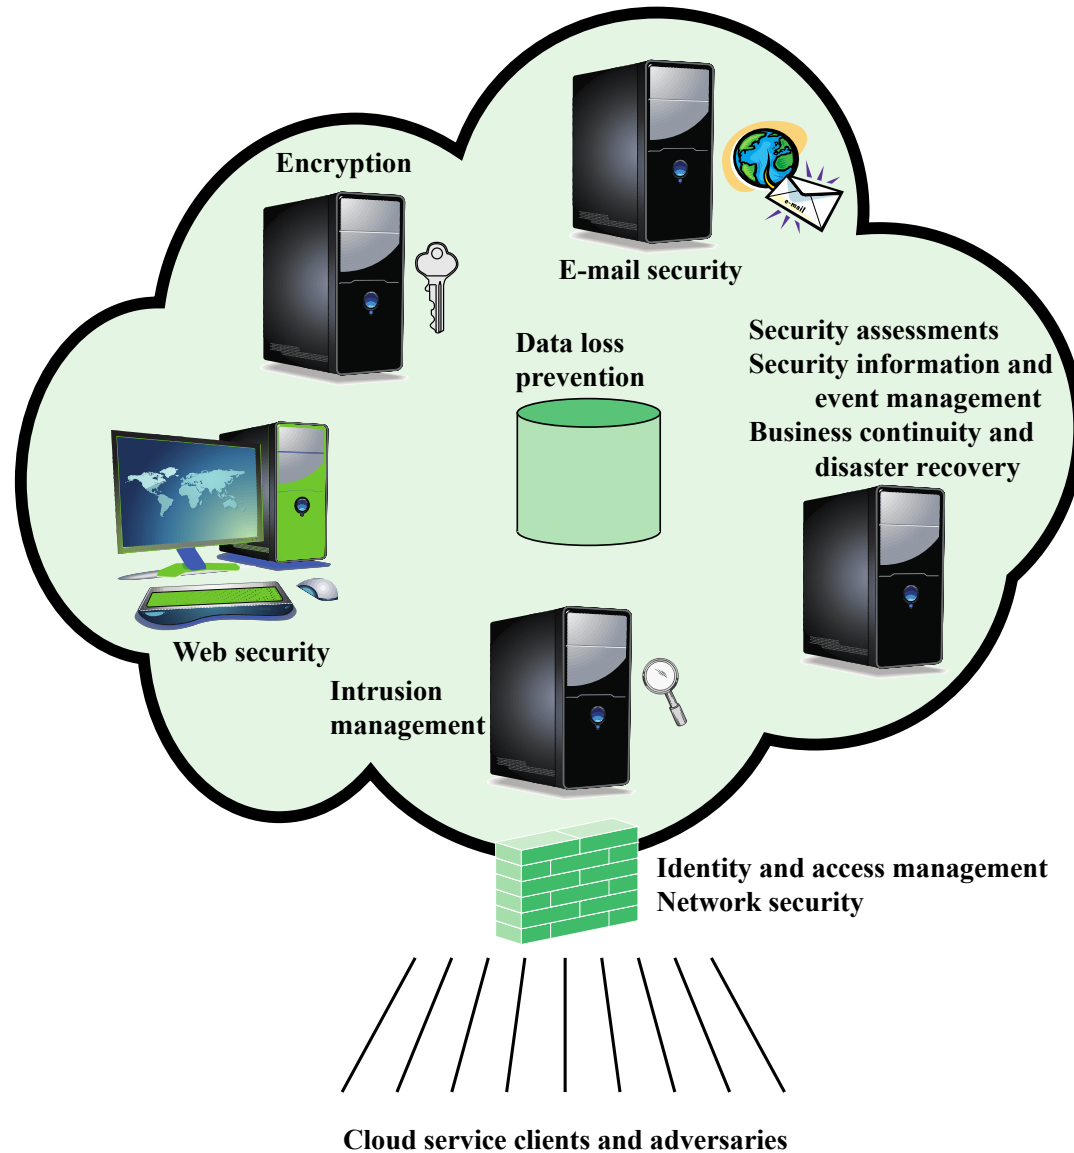 Encryption
e-mail
E-mail security
Data loss
prevention
Security assessments
Security information and
event management
Business continuity and
disaster recovery
Web security
Intrusion
management
Identity and access management
Network security
Cloud service clients and adversaries